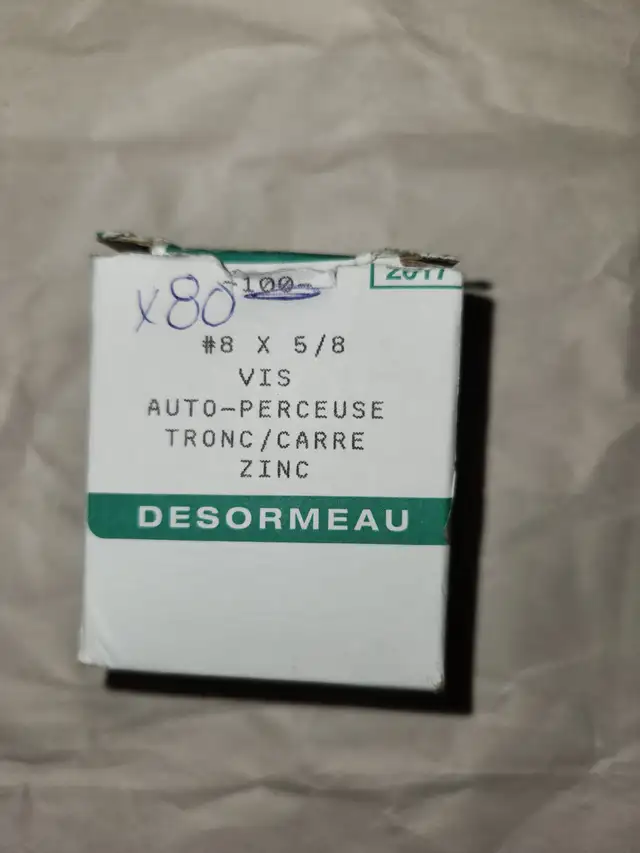 2017
100
x80
#8 X 5/8
VIS
AUTO-PERCEUSE
TRONC/CARRE
ZINC
DESORMEAU